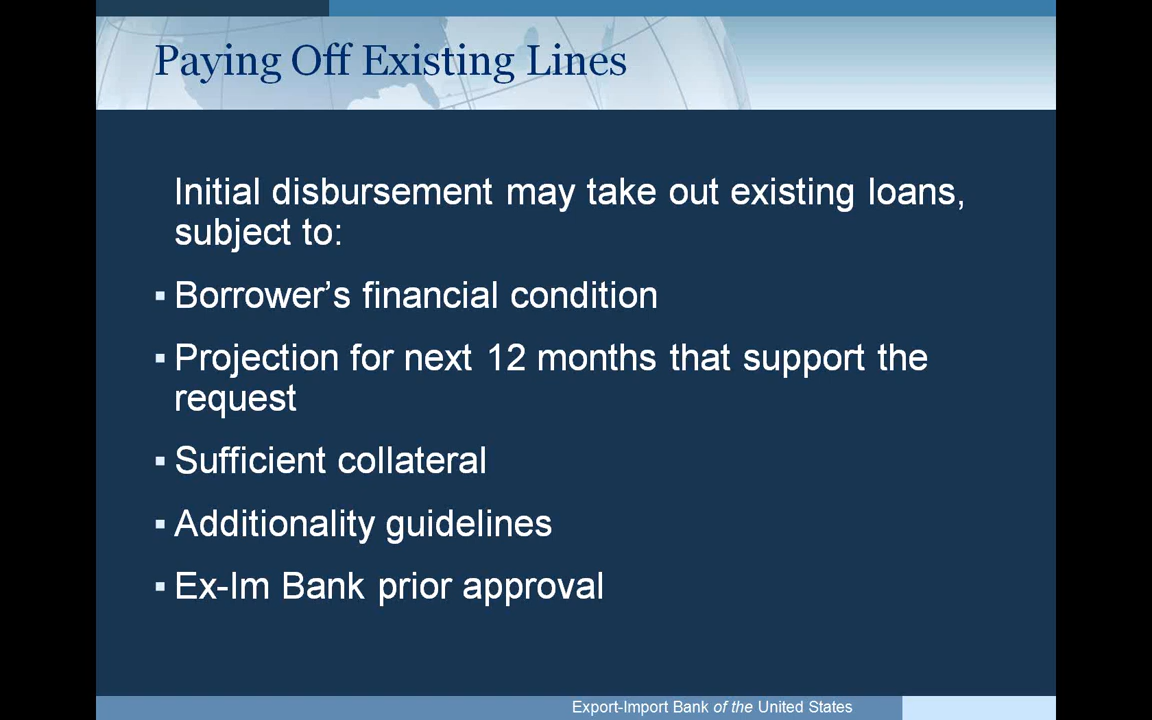 Paying Off Existing Lines
Initial disbursement may take out existing loans,
subject to:
▪ Borrower’s financial condition
▪ Projection for next 12 months that support the
request
▪ Sufficient collateral
▪ Additionality guidelines
▪ Ex-Im Bank prior approval
Export-Import Bank of the United States